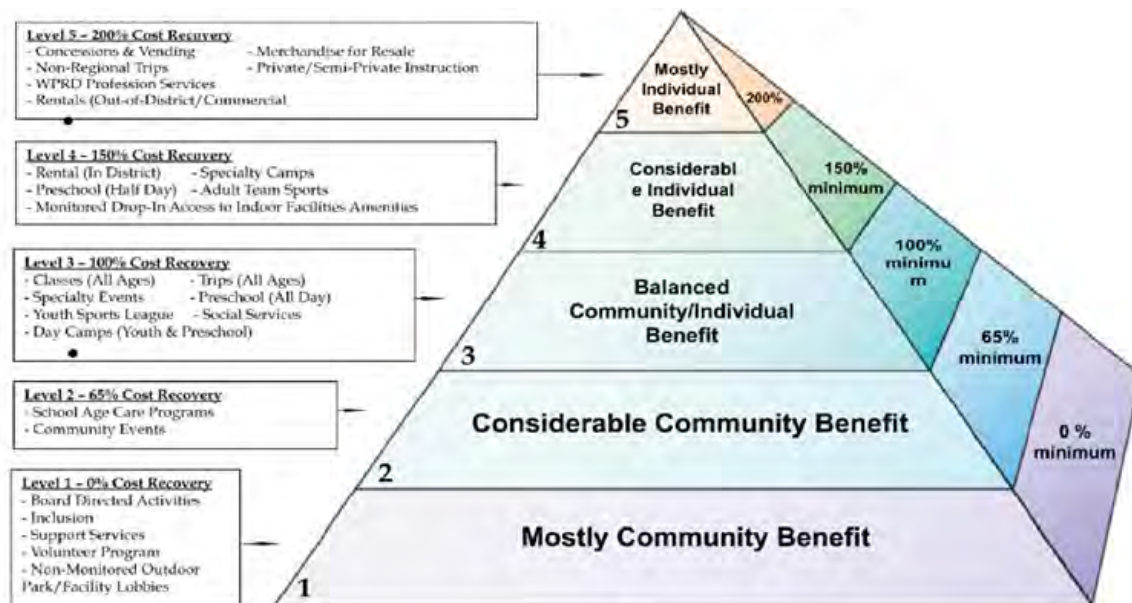 Level 5 – 200% Cost Recovery
- Concessions & Vending - Merchandise for Resale
- Non-Regional Trips - Private/Semi-Private Instruction
- WPRD Profession Services
- Rentals (Out-of-District/Commercial
Level 4 – 150% Cost Recovery
- Rental (In District) - Specialty Camps
- Preschool (Half Day) - Adult Team Sports
- Monitored Drop-In Access to Indoor Facilities Amenities
Level 3 – 100% Cost Recovery
- Classes (All Ages) - Trips (All Ages)
- Specialty Events - Preschool (All Day)
- Youth Sports League - Social Services
- Day Camps (Youth & Preschool)
Level 2 – 65% Cost Recovery
- School Age Care Programs
- Community Events
Level 1 – 0% Cost Recovery
- Board Directed Activities
- Inclusion
- Support Services
- Volunteer Program
- Non-Monitored Outdoor
Park/Facility Lobbies
Mostly
Individual
Benefit
5
200%
Considerabl
e Individual
Benefit
4
150%
minimum
Balanced
Community/Individual
Benefit
3
100%
minimu
m
Considerable Community Benefit
2
65%
minimum
Mostly Community Benefit
1
0 %
minimum